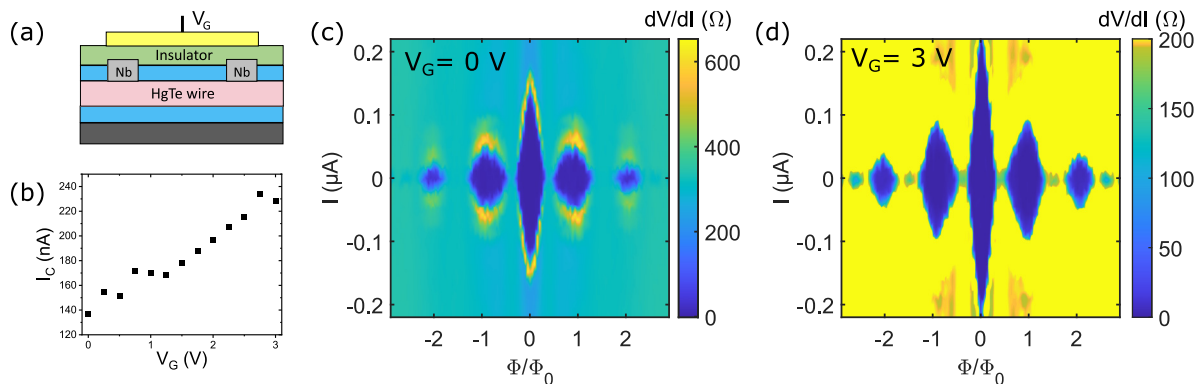 (a)
V_G
Insulator
Nb
Nb
HgTe wire
(b)
I_C (nA)
240
220
200
180
160
140
120
0
1
2
3
V_G (V)
(c)
dV/dI (Ω)
V_G= 0 V
I (μA)
0.2
0.1
0
-0.1
-0.2
-2
-1
0
1
2
Φ/Φ_0
600
400
200
0
(d)
dV/dI (Ω)
V_G= 3 V
I (μA)
0.2
0.1
0
-0.1
-0.2
-2
-1
0
1
2
Φ/Φ_0
200
150
100
50
0